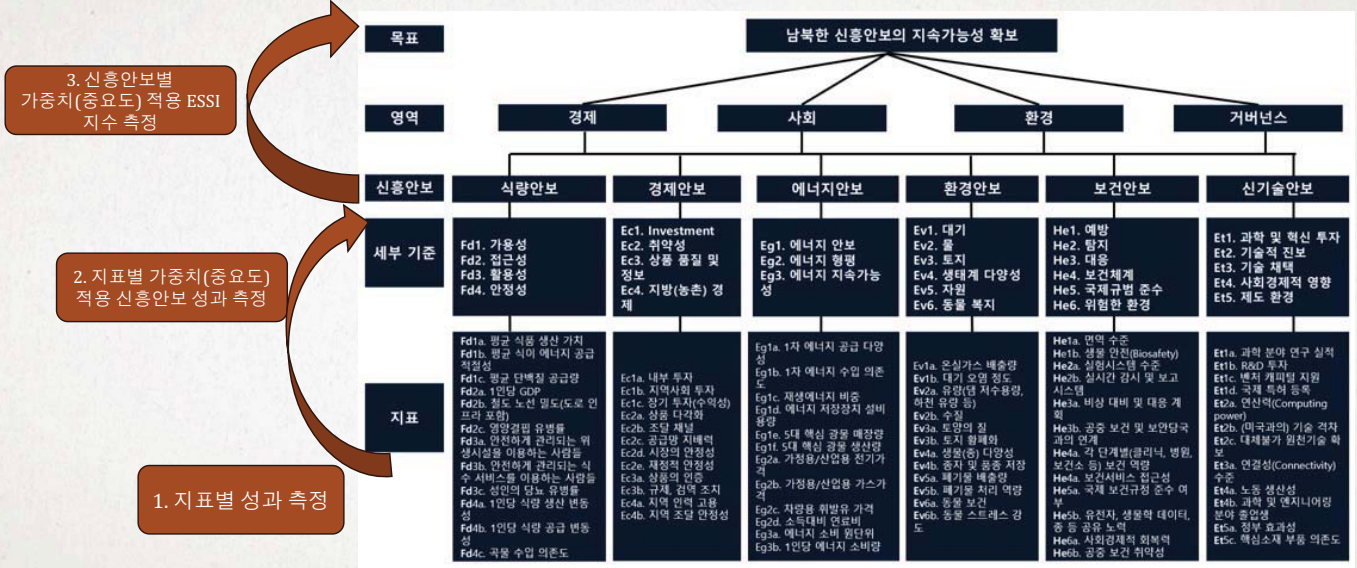 목표
남북한 신흥안보의 지속가능성 확보
3. 신흥안보별
가중치(중요도) 적용 ESSI
지수 측정
영역
경제
사회
환경
거버넌스
신흥안보
식량안보
경제안보
에너지안보
환경안보
보건안보
신기술안보
2. 지표별 가중치(중요도)
적용 신흥안보 성과 측정
세부 기준
Fd1. 가용성
Fd2. 접근성
Fd3. 활용성
Fd4. 안정성
Ec1. Investment
Ec2. 취약성
Ec3. 상품 품질 및
정보
Ec4. 지방(농촌) 경
제
Eg1. 에너지 안보
Eg2. 에너지 형평
Eg3. 에너지 지속가능
성
Ev1. 대기
Ev2. 물
Ev3. 토지
Ev4. 생태계 다양성
Ev5. 자원
Ev6. 동물 복지
He1. 예방
He2. 탐지
He3. 대응
He4. 보건체계
He5. 국제규범 준수
He6. 위험한 환경
Et1. 과학 및 혁신 투자
Et2. 기술적 진보
Et3. 기술 채택
Et4. 사회경제적 영향
Et5. 제도 환경
1. 지표별 성과 측정
지표
Fd1a. 평균 식품 생산 가치
Fd1b. 평균 식이 에너지 공급
적절성
Fd1c. 평균 단백질 공급량
Fd2a. 1인당 GDP
Fd2b. 철도 노선 밀도(도로 인
프라 포함)
Fd2c. 영양결핍 유병률
Fd3a. 안전하게 관리되는 위
생시설을 이용하는 사람들
Fd3b. 안전하게 관리되는 식
수 서비스를 이용하는 사람들
Fd3c. 성인의 당뇨 유병률
Fd4a. 1인당 식량 생산 변동
성
Fd4b. 1인당 식량 공급 변동
성
Fd4c. 곡물 수입 의존도
Ec1a. 내부 투자
Ec1b. 지역사회 투자
Ec1c. 장기 투자(수익성)
Ec2a. 상품 다각화
Ec2b. 조달 채널
Ec2c. 공급망 지배력
Ec2d. 시장의 안정성
Ec2e. 재정적 안정성
Ec3a. 상품의 인증
Ec3b. 규제, 검역 조치
Ec4a. 지역 인력 고용
Ec4b. 지역 조달 안정성
Eg1a. 1차 에너지 공급 다양
성
Eg1b. 1차 에너지 수입 의존
도
Eg1c. 재생에너지 비중
Eg1d. 에너지 저장장치 설비
용량
Eg1e. 5대 핵심 광물 매장량
Eg1f. 5대 핵심 광물 생산량
Eg2a. 가정용/산업용 전기가
격
Eg2b. 가정용/산업용 가스가
격
Eg2c. 차량용 휘발유 가격
Eg2d. 소득대비 연료비
Eg3a. 에너지 소비 원단위
Eg3b. 1인당 에너지 소비량
Ev1a. 온실가스 배출량
Ev1b. 대기 오염 정도
Ev2a. 유량(댐 저수용량,
하천 유량 등)
Ev2b. 수질
Ev3a. 토양의 질
Ev3b. 토지 황폐화
Ev4a. 생물(종) 다양성
Ev4b. 종자 및 품종 저장
Ev5a. 폐기물 배출량
Ev5b. 폐기물 처리 역량
Ev6a. 동물 보건
Ev6b. 동물 스트레스 강
도
He1a. 면역 수준
He1b. 생물 안전(Biosafety)
He2a. 실험시스템 수준
He2b. 실시간 감시 및 보고
시스템
He3a. 비상 대비 및 대응 계
획
He3b. 공중 보건 및 보안당국
과의 연계
He4a. 각 단계별(클리닉, 병원,
보건소 등) 보건 역량
He4a. 보건서비스 접근성
He5a. 국제 보건규정 준수 여
부
He5b. 유전자, 생물학 데이터,
종 등 공유 노력
He6a. 사회경제적 회복력
He6b. 공중 보건 취약성
Et1a. 과학 분야 연구 실적
Et1b. R&D 투자
Et1c. 벤처 캐피털 지원
Et1d. 국제 특허 등록
Et2a. 연산력(Computing
power)
Et2b. (미국과의) 기술 격차
Et2c. 대체불가 원천기술 확
보
Et3a. 연결성(Connectivity)
수준
Et4a. 노동 생산성
Et4b. 과학 및 엔지니어링
분야 졸업생
Et5a. 정부 효과성
Et5c. 핵심소재 부품 의존도